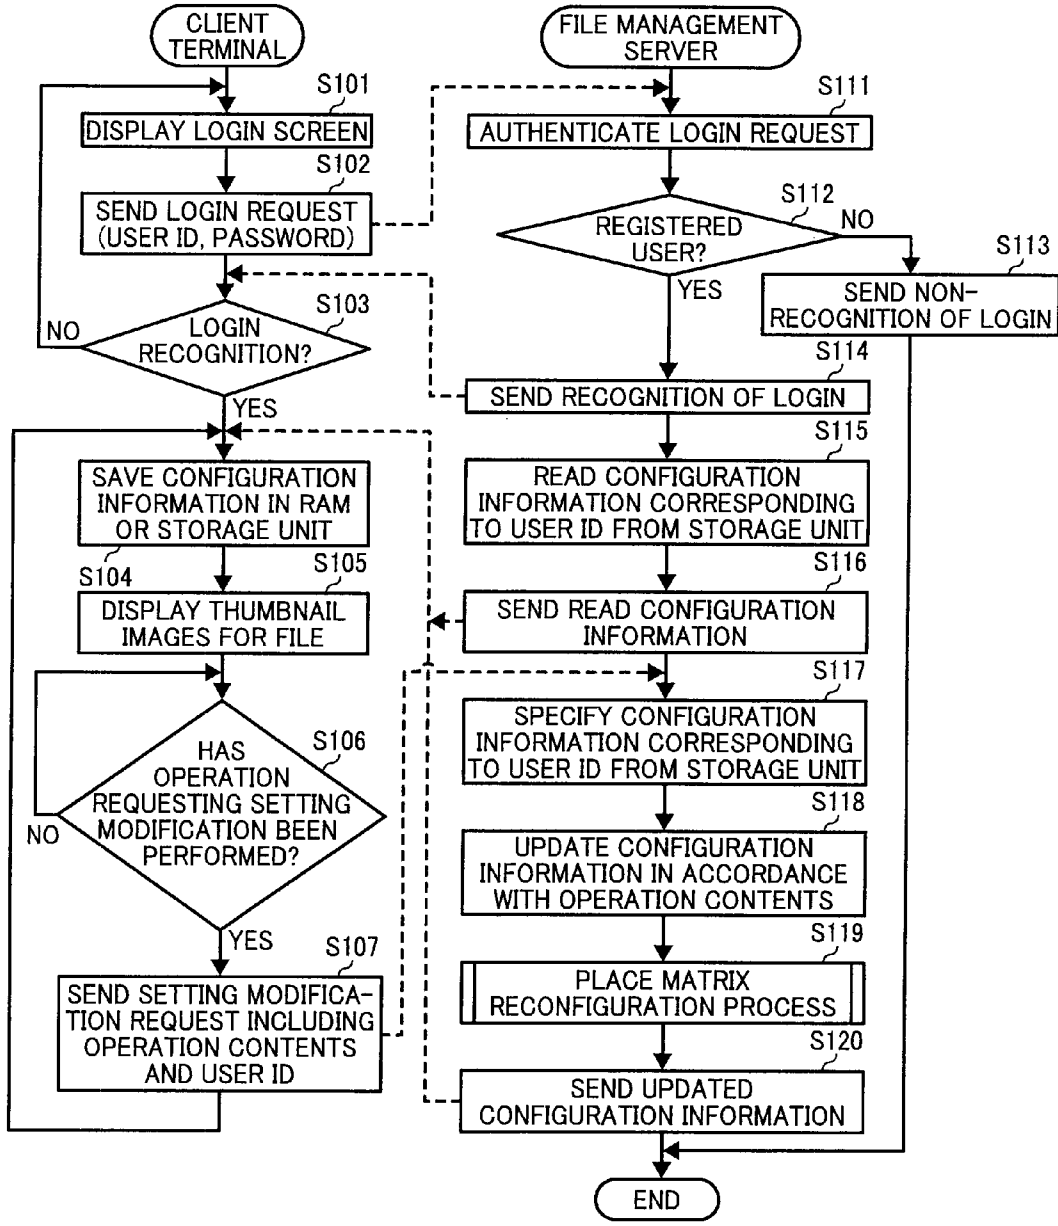 CLIENT
TERMINAL
S101
DISPLAY LOGIN SCREEN
S102
SEND LOGIN REQUEST
(USER ID, PASSWORD)
S103
LOGIN
RECOGNITION?
NO
YES
SAVE CONFIGURATION
INFORMATION IN RAM
OR STORAGE UNIT
S104
S105
DISPLAY THUMBNAIL
IMAGES FOR FILE
S106
HAS
OPERATION
REQUESTING SETTING
MODIFICATION BEEN
PERFORMED?
NO
YES
S107
SEND SETTING MODIFICA-
TION REQUEST INCLUDING
OPERATION CONTENTS
AND USER ID
FILE MANAGEMENT
SERVER
S111
AUTHENTICATE LOGIN REQUEST
S112
REGISTERED
USER?
NO
YES
S113
SEND NON-
RECOGNITION OF LOGIN
S114
SEND RECOGNITION OF LOGIN
S115
READ CONFIGURATION
INFORMATION CORRESPONDING
TO USER ID FROM STORAGE UNIT
S116
SEND READ CONFIGURATION
INFORMATION
S117
SPECIFY CONFIGURATION
INFORMATION CORRESPONDING
TO USER ID FROM STORAGE UNIT
S118
UPDATE CONFIGURATION
INFORMATION IN ACCORDANCE
WITH OPERATION CONTENTS
S119
PLACE MATRIX
RECONFIGURATION PROCESS
S120
SEND UPDATED
CONFIGURATION INFORMATION
END